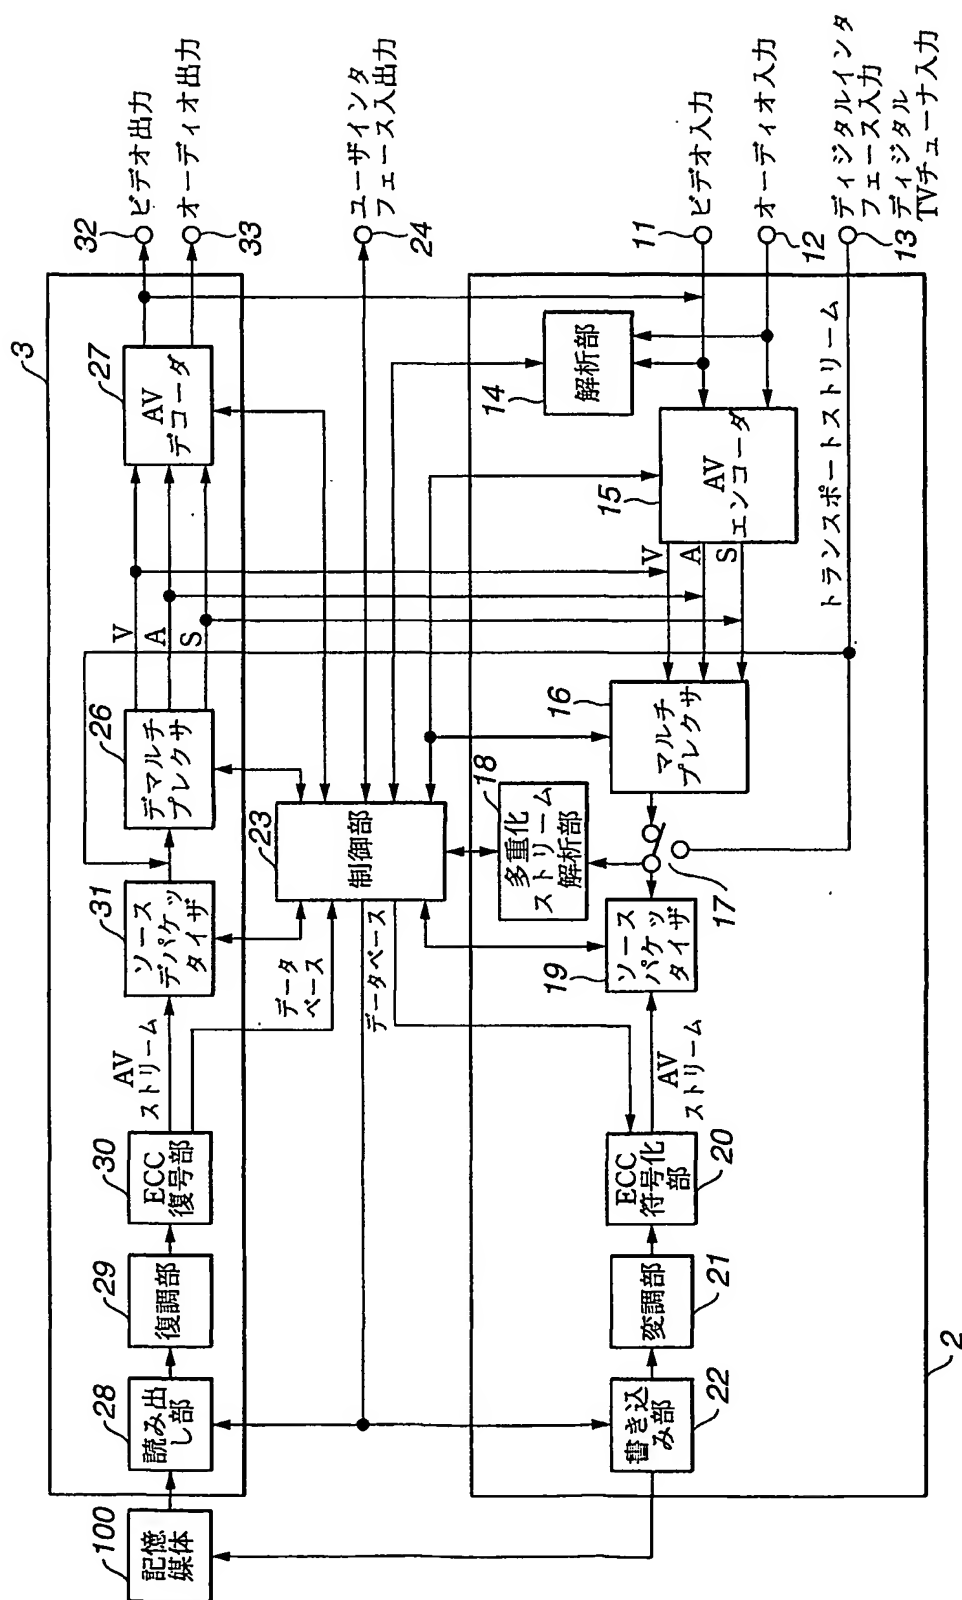 3
100
記憶
媒体
28
読み出
し部
29
復調部
30
ECC
復号部
AV
ストリーム
31
ソース
デパケッ
タイザ
26
デマルチ
プレクサ
V
A
S
27
AV
デコーダ
32
ビデオ出力
オーディオ出力
33
データ
ベース
データベース
23
制御部
ユーザインタ
フェース入出力
24
22
書き込
み部
21
変調部
20
ECC
符号化
部
AV
ストリーム
19
ソース
パケッ
タイザ
18
多重化
ストリーム
解析部
17
16
マルチ
プレクサ
V
A
S
15
AV
エンコーダ
14
解析部
トランスポートストリーム
11
ビデオ入力
オーディオ入力
12
13
ディジタルインタ
フェース入力
ディジタル
TVチューナ入力
2